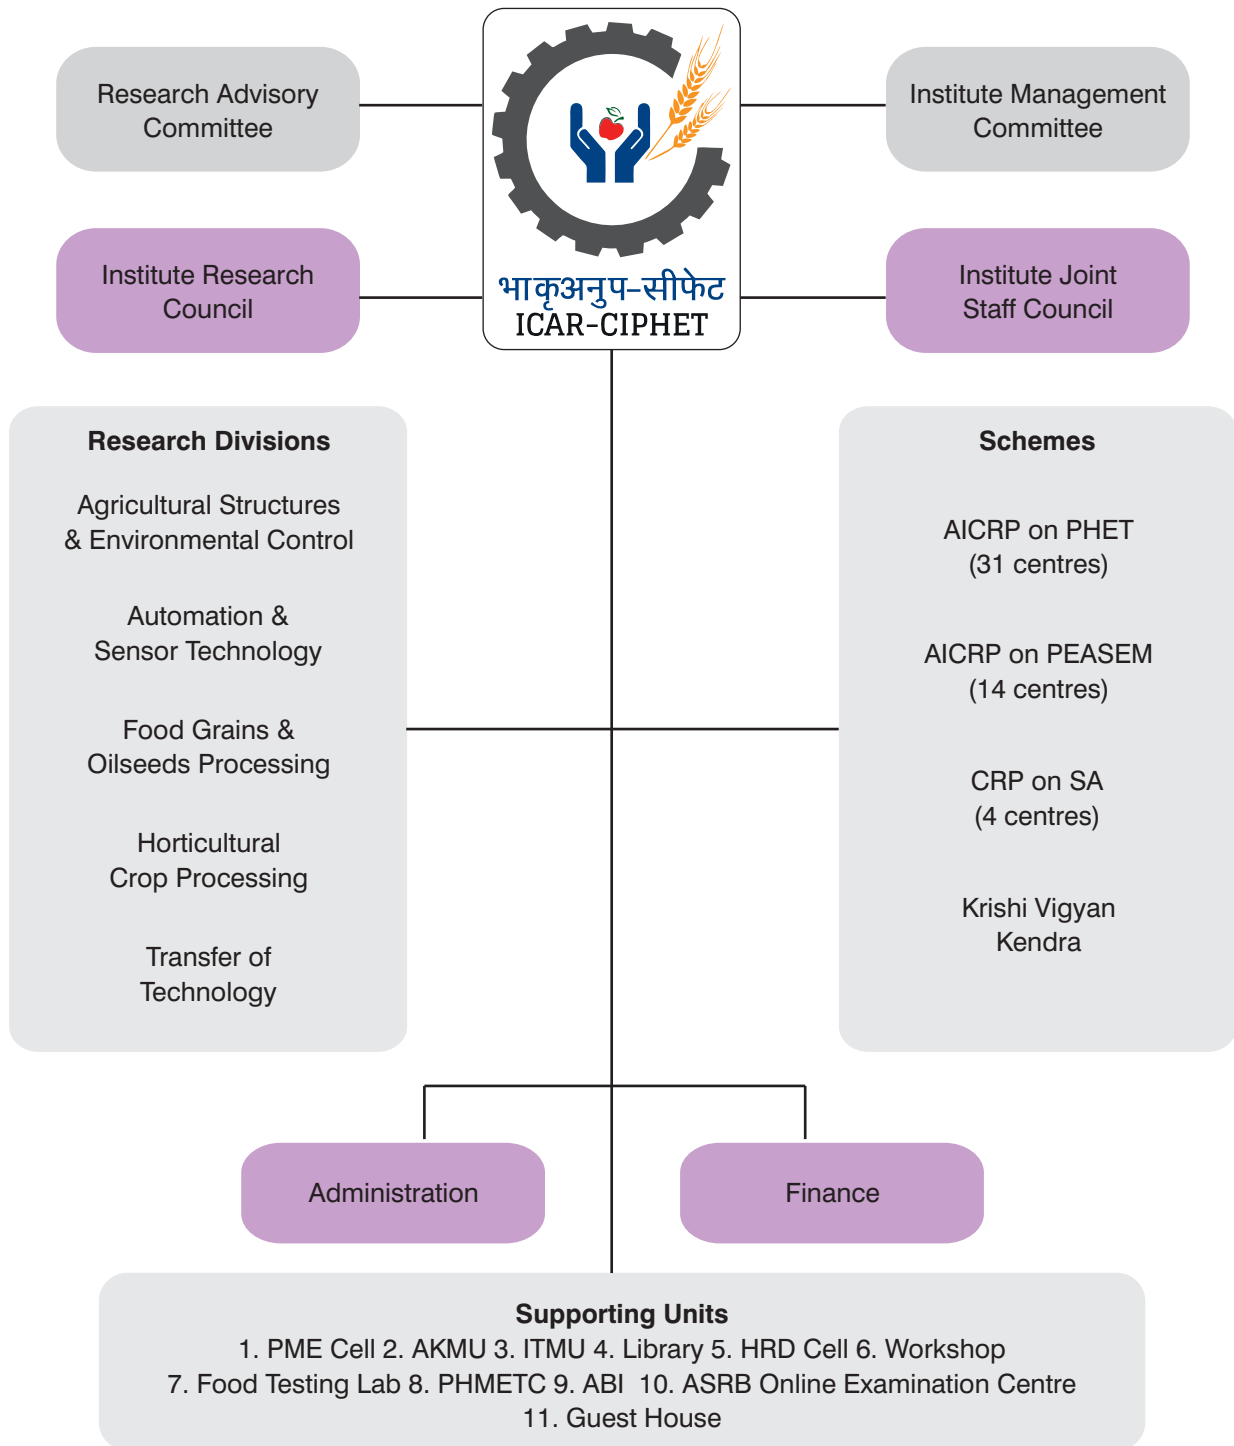 Research Advisory
Committee
Institute Management
Committee
Institute Research
Council
भाकृअनुप–सीफेट
ICAR-CIPHET
Institute Joint
Staff Council
Research Divisions
Agricultural Structures
& Environmental Control
Automation &
Sensor Technology
Food Grains &
Oilseeds Processing
Horticultural
Crop Processing
Transfer of
Technology
Schemes
AICRP on PHET
(31 centres)
AICRP on PEASEM
(14 centres)
CRP on SA
(4 centres)
Krishi Vigyan
Kendra
Administration
Finance
Supporting Units
1. PME Cell 2. AKMU 3. ITMU 4. Library 5. HRD Cell 6. Workshop
7. Food Testing Lab 8. PHMETC 9. ABI 10. ASRB Online Examination Centre
11. Guest House